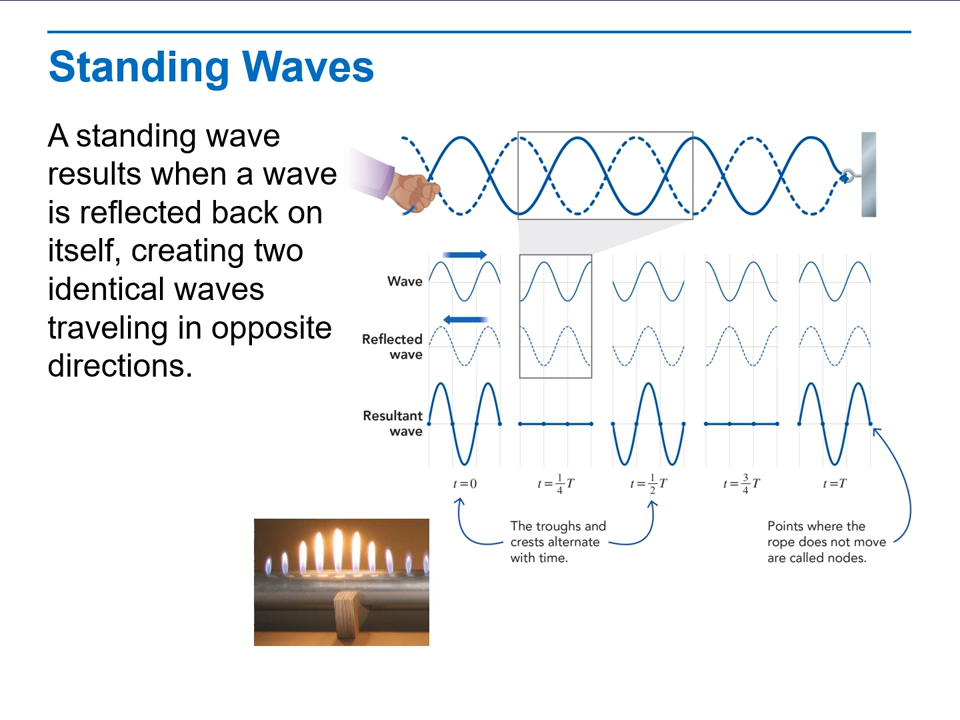 Standing Waves
A standing wave
results when a wave
is reflected back on
itself, creating two
identical waves
traveling in opposite
directions.
Wave
Reflected
wave
Resultant
wave
t=0
t=1/4 T
t=1/2 T
t=3/4 T
t=T
The troughs and
crests alternate
with time.
Points where the
rope does not move
are called nodes.